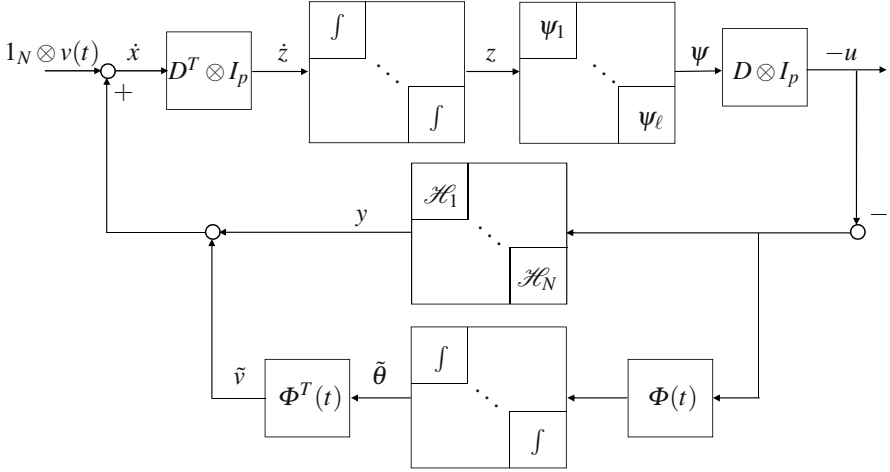 1_N ⊗ v(t)
ẋ
+
D^T ⊗ I_p
ż
∫
⋱
∫
z
ψ_1
⋱
ψ_ℓ
ψ
D ⊗ I_p
−u
−
y
ℋ_1
⋱
ℋ_N
ṽ
Φ^T(t)
θ̃
∫
⋱
∫
Φ(t)